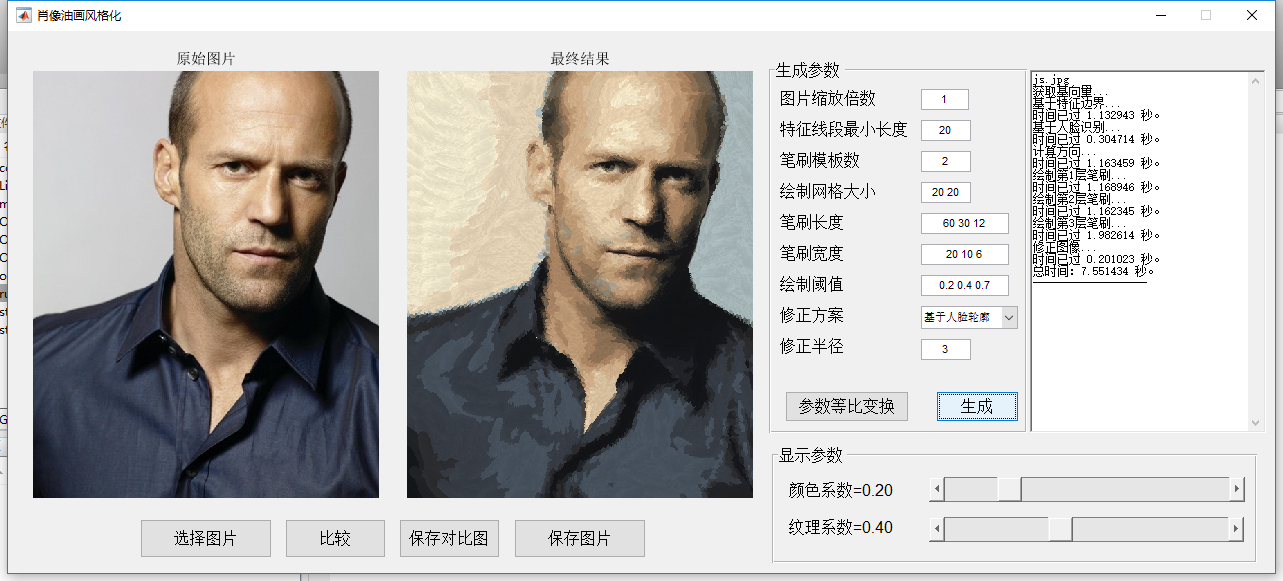 肖像油画风格化
原始图片
最终结果
生成参数
图片缩放倍数
1
特征线段最小长度
20
笔刷模板数
2
绘制网格大小
20 20
笔刷长度
60 30 12
笔刷宽度
20 10 6
绘制阈值
0.2 0.4 0.7
修正方案
基于人脸轮廓
修正半径
3
参数等比变换
生成
js.jpg
获取基向量...
基于特征边界...
时间已过 1.132943 秒。
基于人脸识别...
时间已过 0.304714 秒。
计算方向...
时间已过 1.163459 秒。
绘制第1层笔刷...
时间已过 1.168946 秒。
绘制第2层笔刷...
时间已过 1.162345 秒。
绘制第3层笔刷...
时间已过 1.982614 秒。
修正图像...
时间已过 0.201023 秒。
总时间: 7.551434 秒。
显示参数
颜色系数=0.20
纹理系数=0.40
选择图片
比较
保存对比图
保存图片